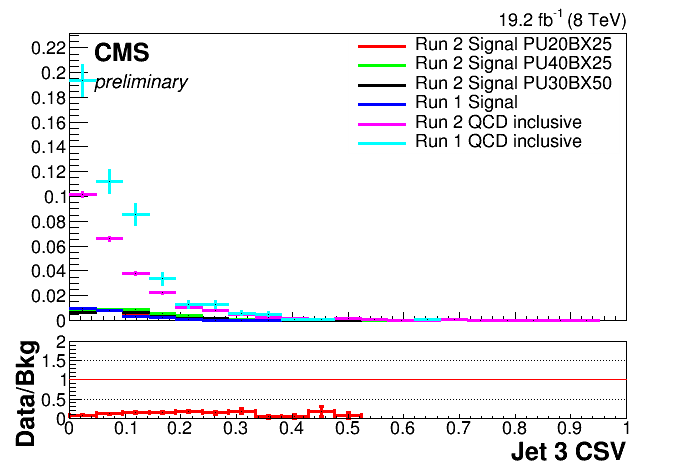 19.2 fb-1 (8 TeV)
CMS
preliminary
Run 2 Signal PU20BX25
Run 2 Signal PU40BX25
Run 2 Signal PU30BX50
Run 1 Signal
Run 2 QCD inclusive
Run 1 QCD inclusive
0.22
0.2
0.18
0.16
0.14
0.12
0.1
0.08
0.06
0.04
0.02
0
Data/Bkg
2
1.5
1
0.5
0
0 0.1 0.2 0.3 0.4 0.5 0.6 0.7 0.8 0.9 1
Jet 3 CSV